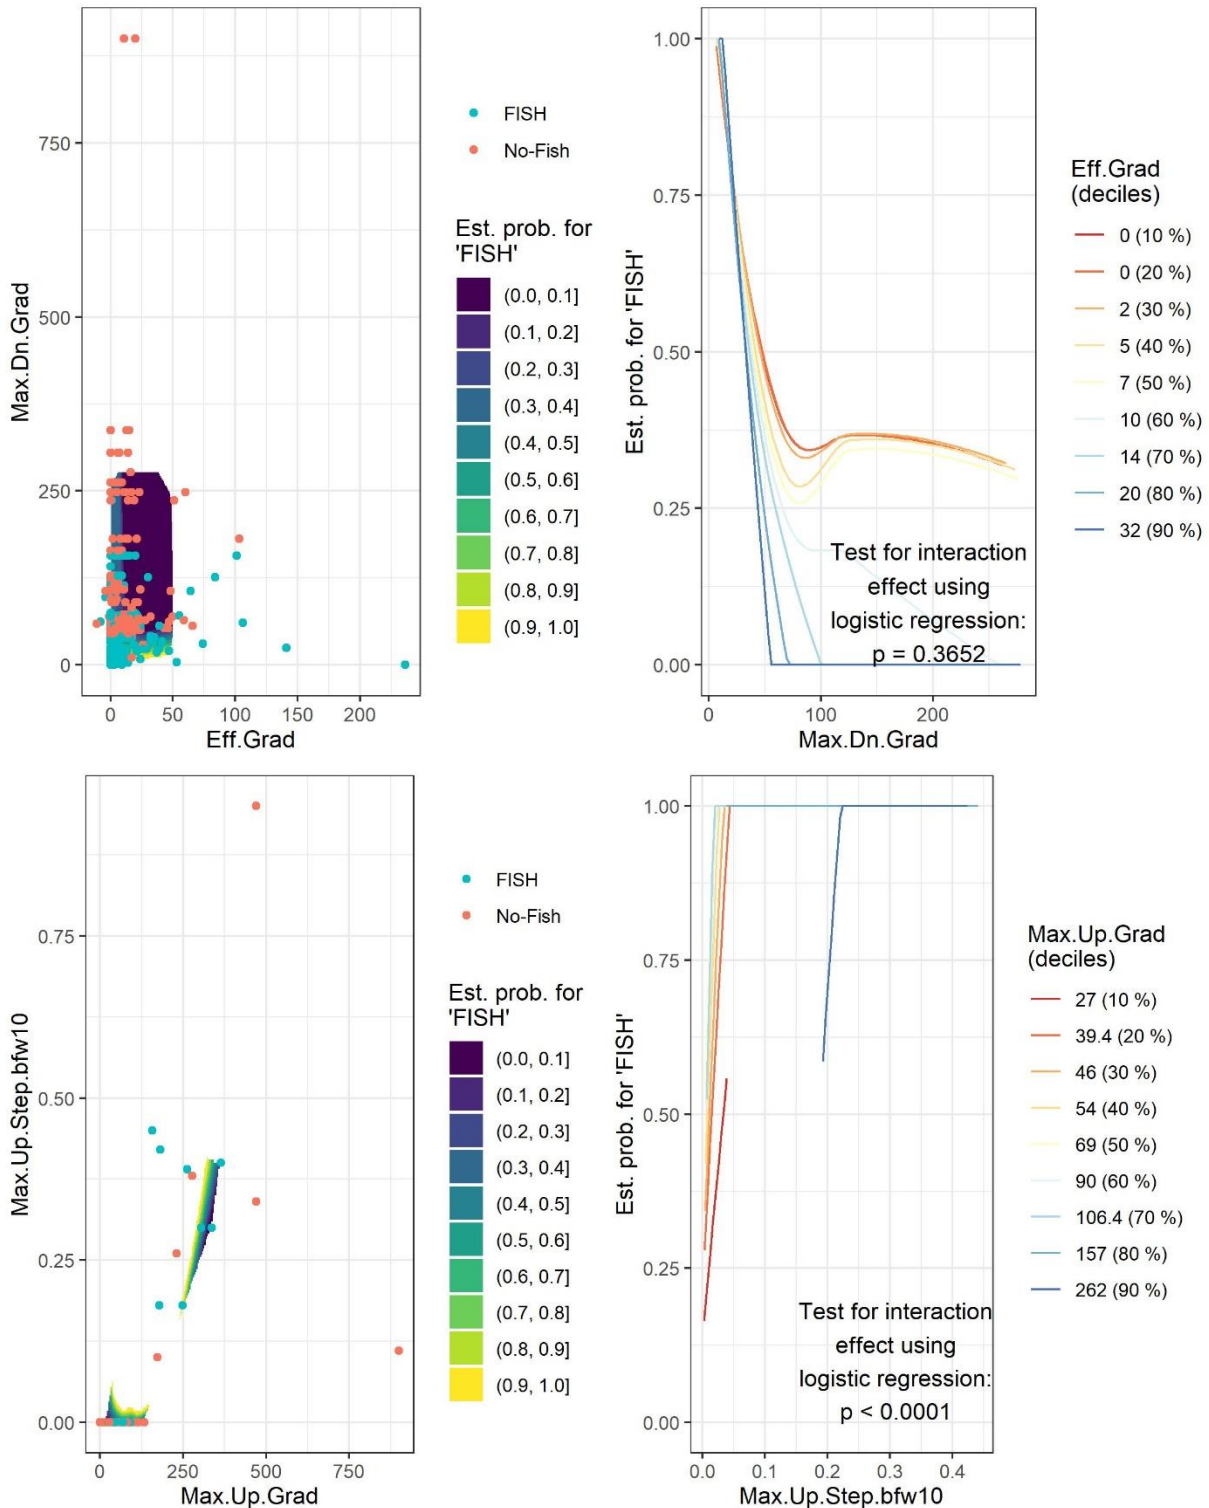 Max.Dn.Grad
750
500
250
0
0
50
100
150
200
Eff.Grad
FISH
No-Fish
Est. prob. for
'FISH'
(0.0, 0.1]
(0.1, 0.2]
(0.2, 0.3]
(0.3, 0.4]
(0.4, 0.5]
(0.5, 0.6]
(0.6, 0.7]
(0.7, 0.8]
(0.8, 0.9]
(0.9, 1.0]
Est. prob. for 'FISH'
1.00
0.75
0.50
0.25
0.00
Test for interaction
effect using
logistic regression:
p = 0.3652
0
100
200
Max.Dn.Grad
Eff.Grad
(deciles)
0 (10 %)
0 (20 %)
2 (30 %)
5 (40 %)
7 (50 %)
10 (60 %)
14 (70 %)
20 (80 %)
32 (90 %)
Max.Up.Step.bfw10
0.75
0.50
0.25
0.00
0
250
500
750
Max.Up.Grad
FISH
No-Fish
Est. prob. for
'FISH'
(0.0, 0.1]
(0.1, 0.2]
(0.2, 0.3]
(0.3, 0.4]
(0.4, 0.5]
(0.5, 0.6]
(0.6, 0.7]
(0.7, 0.8]
(0.8, 0.9]
(0.9, 1.0]
Est. prob. for 'FISH'
1.00
0.75
0.50
0.25
0.00
Test for interaction
effect using
logistic regression:
p < 0.0001
0.0
0.1
0.2
0.3
0.4
Max.Up.Step.bfw10
Max.Up.Grad
(deciles)
27 (10 %)
39.4 (20 %)
46 (30 %)
54 (40 %)
69 (50 %)
90 (60 %)
106.4 (70 %)
157 (80 %)
262 (90 %)